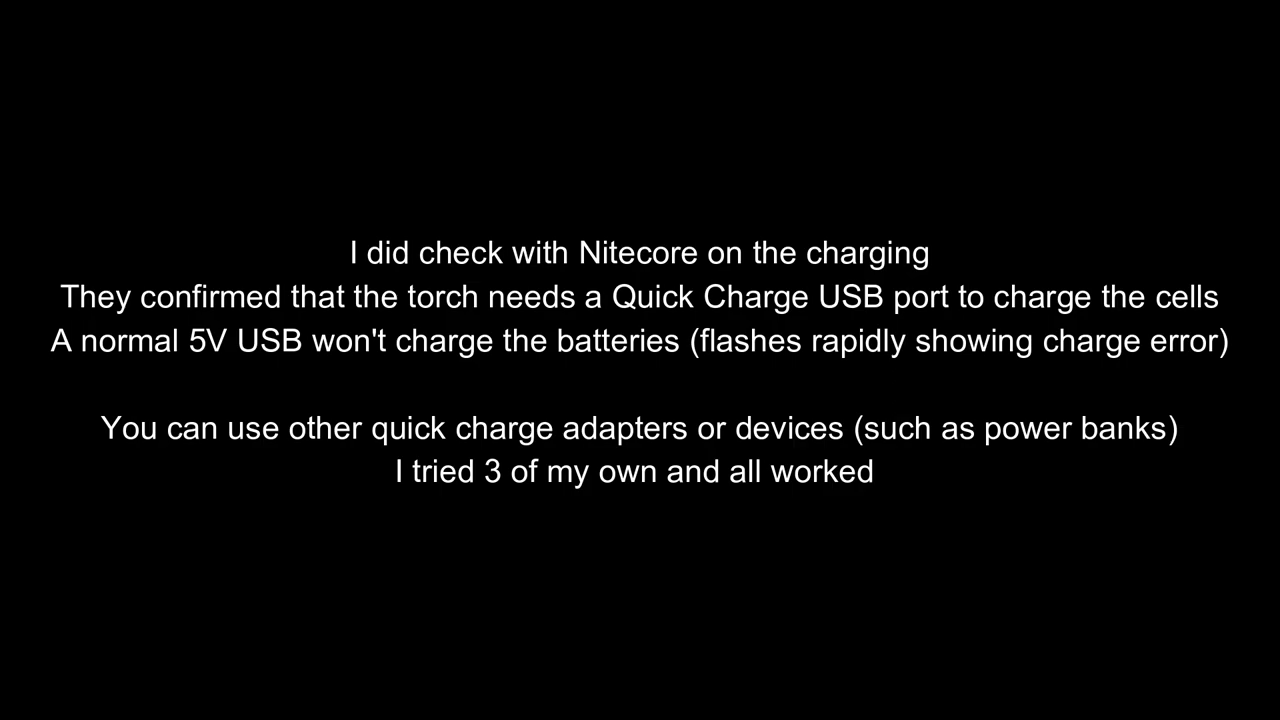 I did check with Nitecore on the charging
They confirmed that the torch needs a Quick Charge USB port to charge the cells
A normal 5V USB won't charge the batteries (flashes rapidly showing charge error)
You can use other quick charge adapters or devices (such as power banks)
I tried 3 of my own and all worked